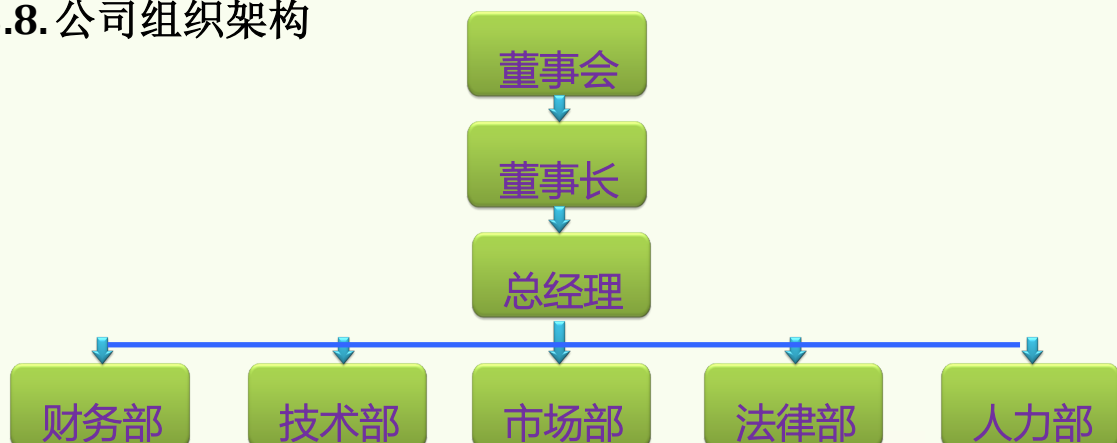 .8.公司组织架构
董事会
董事长
总经理
财务部
技术部
市场部
法律部
人力部